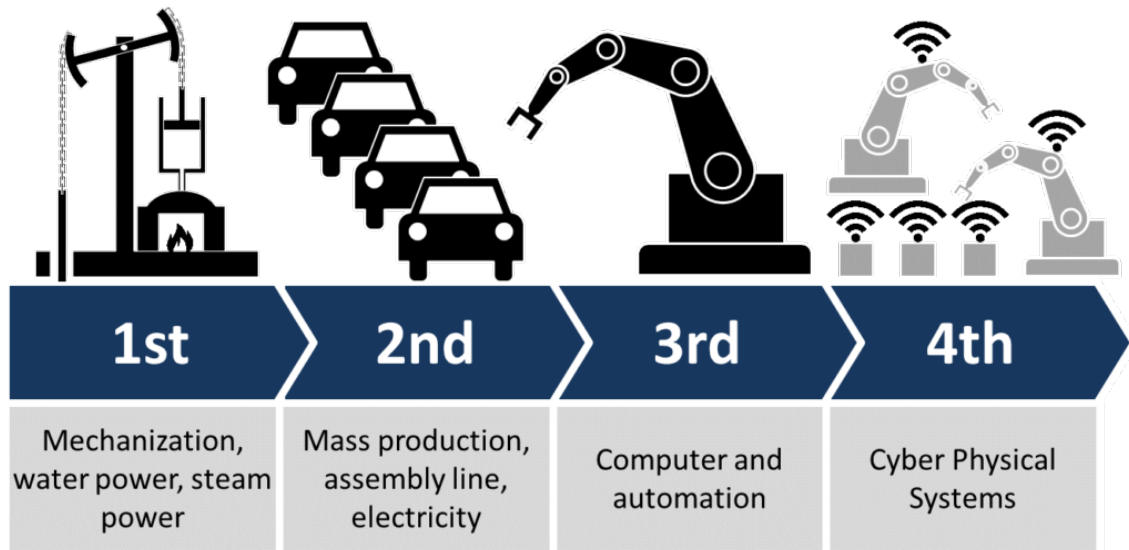 1st
2nd
3rd
4th
Mechanization,
water power, steam
power
Mass production,
assembly line,
electricity
Computer and
automation
Cyber Physical
Systems